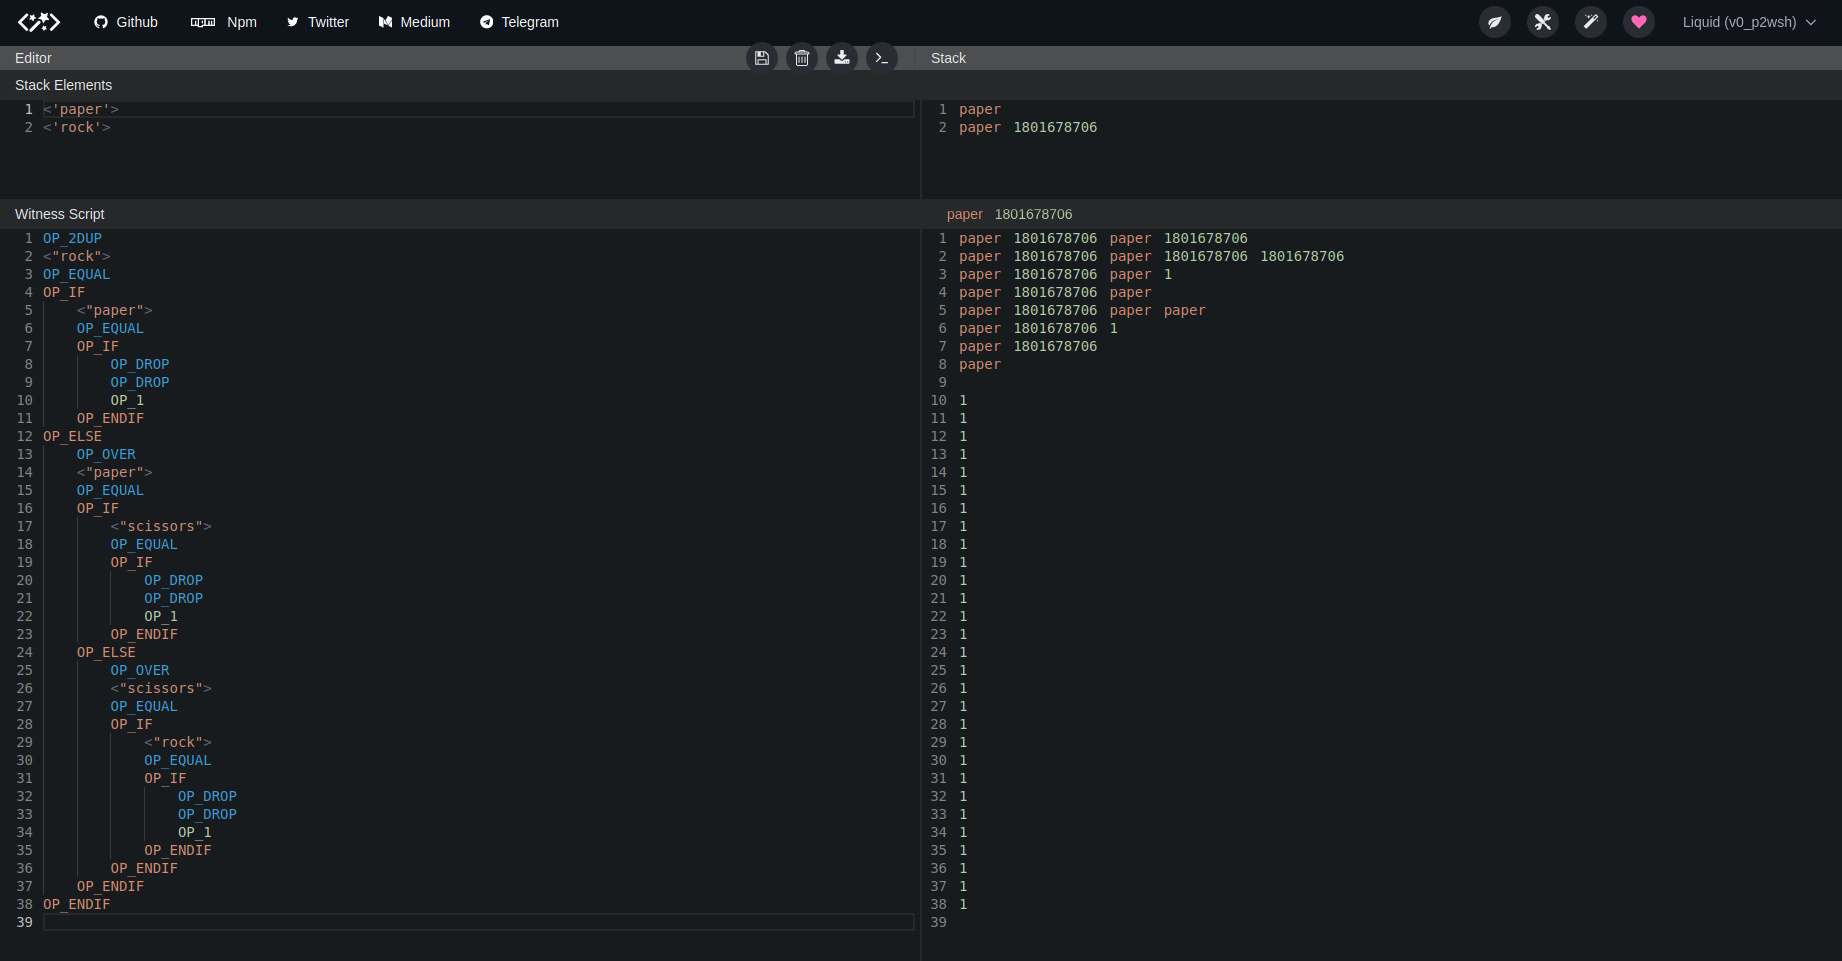 Github Npm Twitter Medium Telegram Liquid (v0_p2wsh)
Editor Stack
Stack Elements
1 <'paper'>
2 <'rock'>
1 paper
2 paper 1801678706
Witness Script
paper 1801678706
1 OP_2DUP
2 <"rock">
3 OP_EQUAL
4 OP_IF
5 <"paper">
6 OP_EQUAL
7 OP_IF
8 OP_DROP
9 OP_DROP
10 OP_1
11 OP_ENDIF
12 OP_ELSE
13 OP_OVER
14 <"paper">
15 OP_EQUAL
16 OP_IF
17 <"scissors">
18 OP_EQUAL
19 OP_IF
20 OP_DROP
21 OP_DROP
22 OP_1
23 OP_ENDIF
24 OP_ELSE
25 OP_OVER
26 <"scissors">
27 OP_EQUAL
28 OP_IF
29 <"rock">
30 OP_EQUAL
31 OP_IF
32 OP_DROP
33 OP_DROP
34 OP_1
35 OP_ENDIF
36 OP_ENDIF
37 OP_ENDIF
38 OP_ENDIF
39
1 paper 1801678706 paper 1801678706
2 paper 1801678706 paper 1801678706 1801678706
3 paper 1801678706 paper 1
4 paper 1801678706 paper
5 paper 1801678706 paper paper
6 paper 1801678706 1
7 paper 1801678706
8 paper
9
10 1
11 1
12 1
13 1
14 1
15 1
16 1
17 1
18 1
19 1
20 1
21 1
22 1
23 1
24 1
25 1
26 1
27 1
28 1
29 1
30 1
31 1
32 1
33 1
34 1
35 1
36 1
37 1
38 1
39